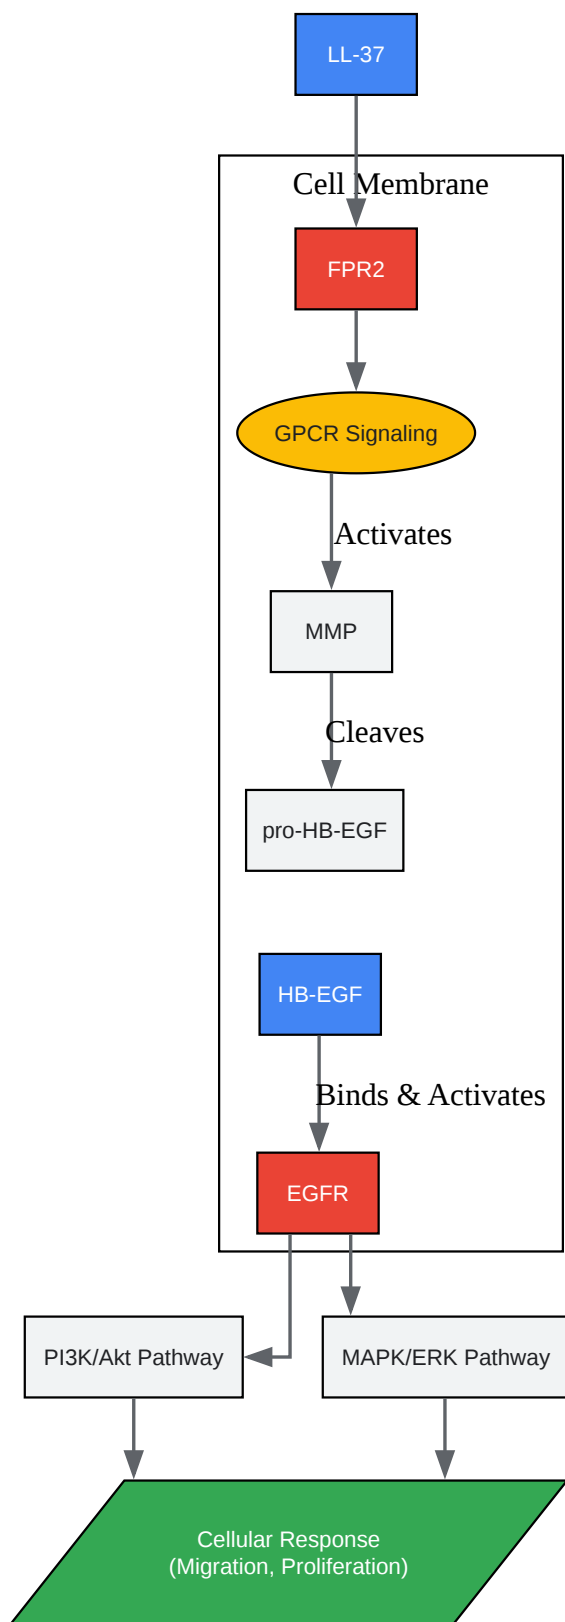 LL-37
Cell Membrane
FPR2
GPCR Signaling
Activates
MMP
Cleaves
pro-HB-EGF
HB-EGF
Binds & Activates
EGFR
PI3K/Akt Pathway
MAPK/ERK Pathway
Cellular Response
(Migration, Proliferation)